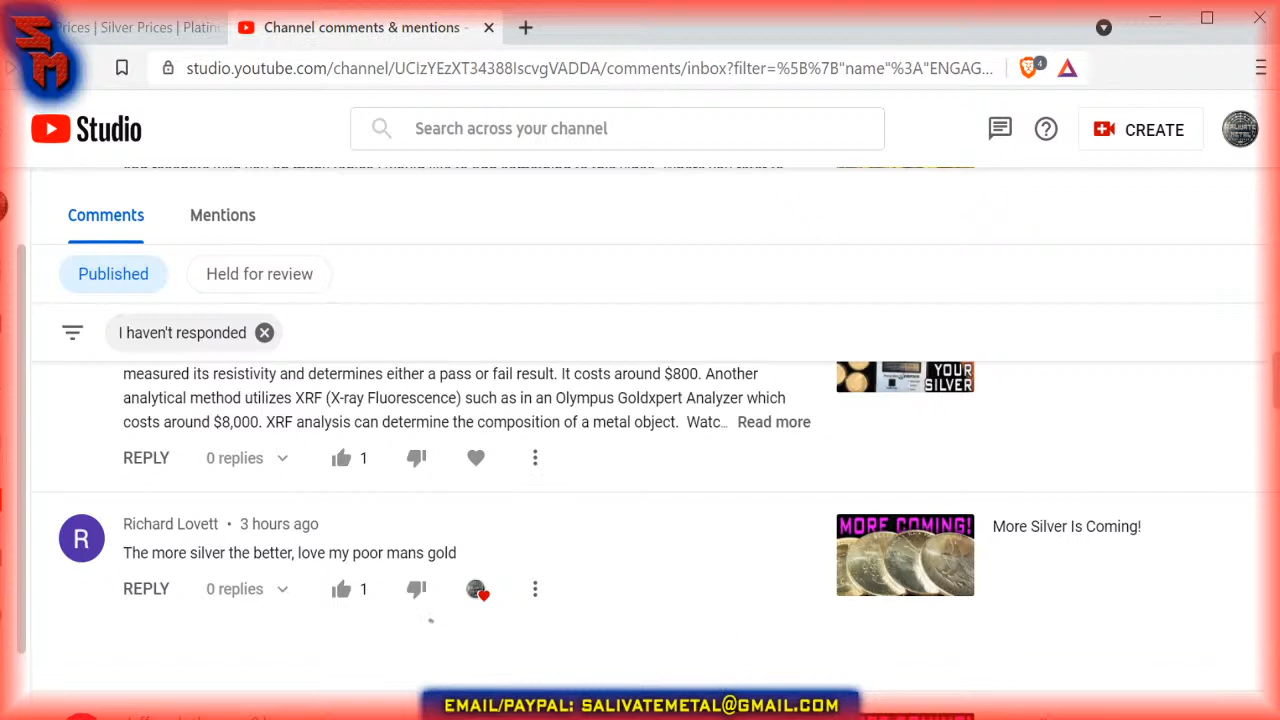 SM
Prices | Silver Prices | Platin
Channel comments & mentions -
studio.youtube.com/channel/UCIzYEzXT34388IscvgVADDA/comments/inbox?filter=%5B%7B"name"%3A"ENGAG...
4
Studio
Search across your channel
CREATE
SALIVATE
METAL
Comments
Mentions
Published
Held for review
I haven't responded
measured its resistivity and determines either a pass or fail result. It costs around $800. Another
analytical method utilizes XRF (X-ray Fluorescence) such as in an Olympus Goldxpert Analyzer which
costs around $8,000. XRF analysis can determine the composition of a metal object. Watc... Read more
YOUR
SILVER
REPLY 0 replies 1
Richard Lovett • 3 hours ago
R
The more silver the better, love my poor mans gold
REPLY 0 replies 1
MORE COMING!
More Silver Is Coming!
EMAIL/PAYPAL: SALIVATEMETAL@GMAIL.COM